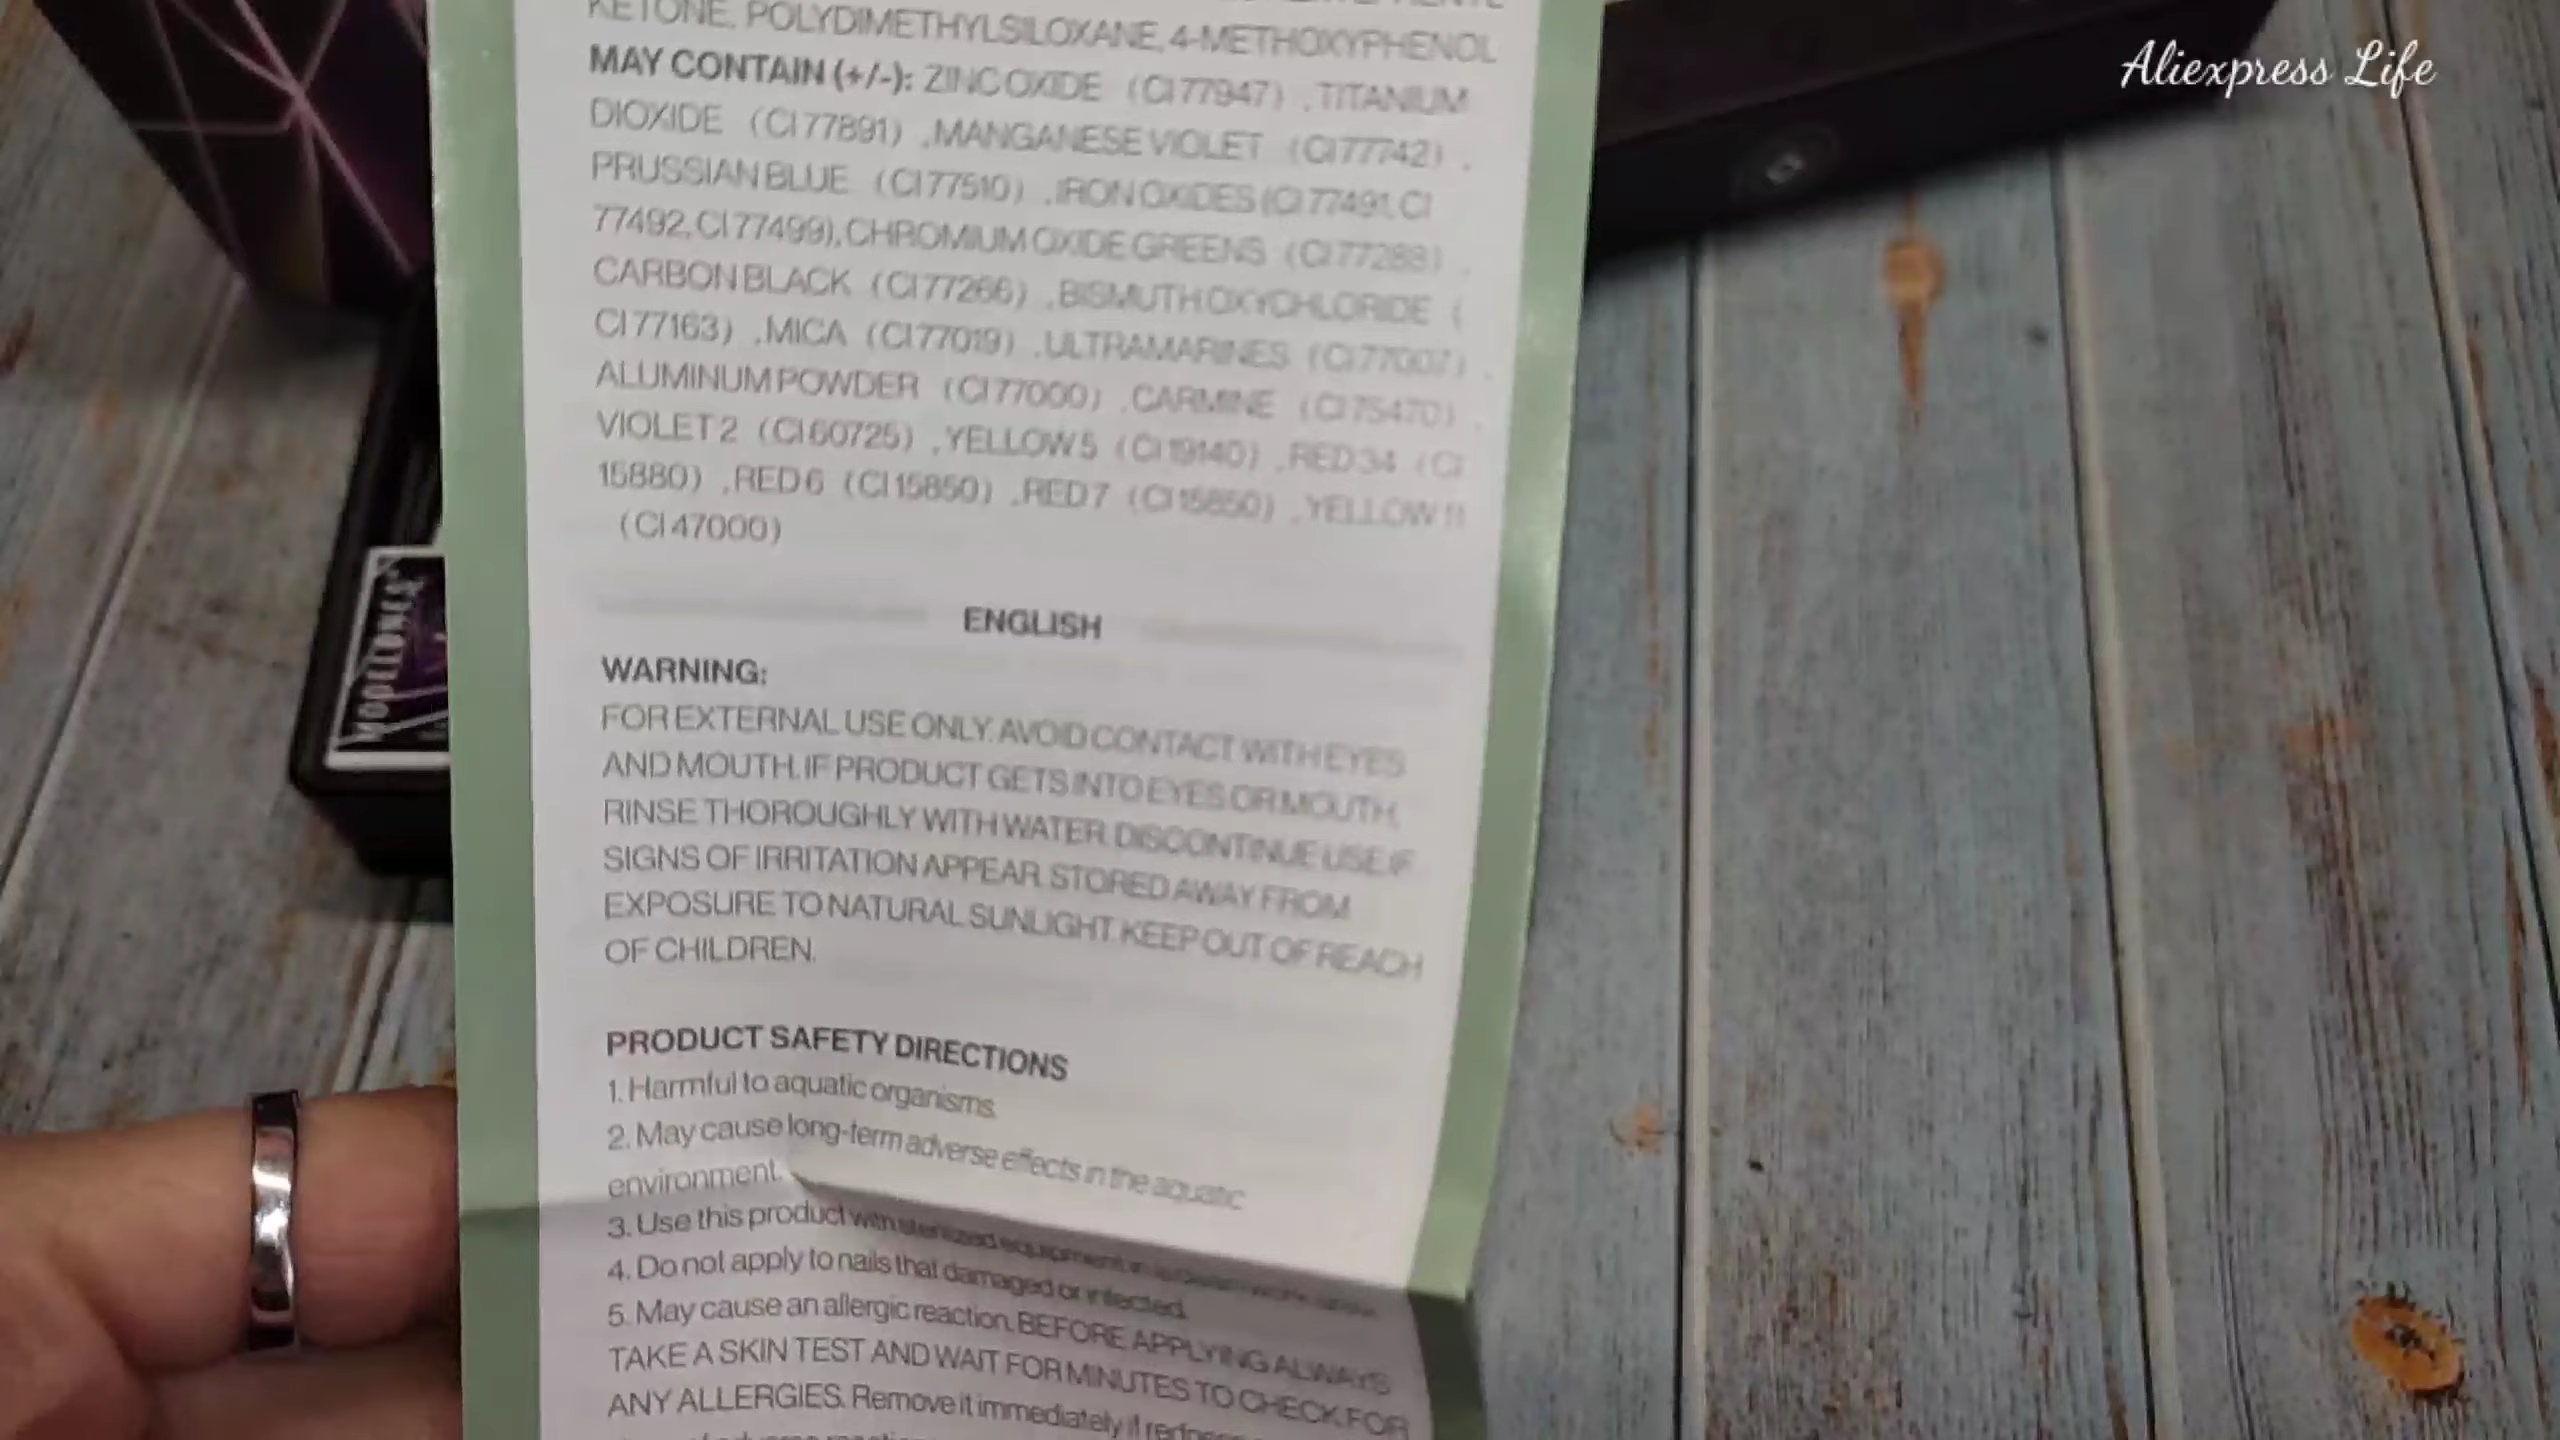 KETONE, POLYDIMETHYLSILOXANE, 4-METHOXYPHENOL
MAY CONTAIN (+/-): ZINC OXIDE (CI 77947) , TITANIUM
DIOXIDE (CI 77891) , MANGANESE VIOLET (CI 77742) ,
PRUSSIAN BLUE (CI 77510) , IRON OXIDES (CI 77491, CI
77492, CI 77499), CHROMIUM OXIDE GREENS (CI 77288) ,
CARBON BLACK (CI 77266) , BISMUTH OXYCHLORIDE (
CI 77163) , MICA (CI 77019) , ULTRAMARINES (CI 77007) ,
ALUMINUM POWDER (CI 77000) , CARMINE (CI 75470) ,
VIOLET 2 (CI 60725) , YELLOW 5 (CI 19140) , RED 34 (CI
15880) , RED 6 (CI 15850) , RED 7 (CI 15850) , YELLOW 11
(CI 47000)
ENGLISH
WARNING:
FOR EXTERNAL USE ONLY. AVOID CONTACT WITH EYES
AND MOUTH. IF PRODUCT GETS INTO EYES OR MOUTH,
RINSE THOROUGHLY WITH WATER. DISCONTINUE USE, IF
SIGNS OF IRRITATION APPEAR. STORED AWAY FROM
EXPOSURE TO NATURAL SUNLIGHT. KEEP OUT OF REACH
OF CHILDREN.
PRODUCT SAFETY DIRECTIONS
1. Harmful to aquatic organisms.
2. May cause long-term adverse effects in the aquatic
environment.
3. Use this product with sterilized equipment
4. Do not apply to nails that damaged or infected.
5. May cause an allergic reaction. BEFORE APPLYING ALWAYS
TAKE A SKIN TEST AND WAIT FOR MINUTES TO CHECK FOR
ANY ALLERGIES. Remove it immediately if redness
MODELONES
Aliexpress Life